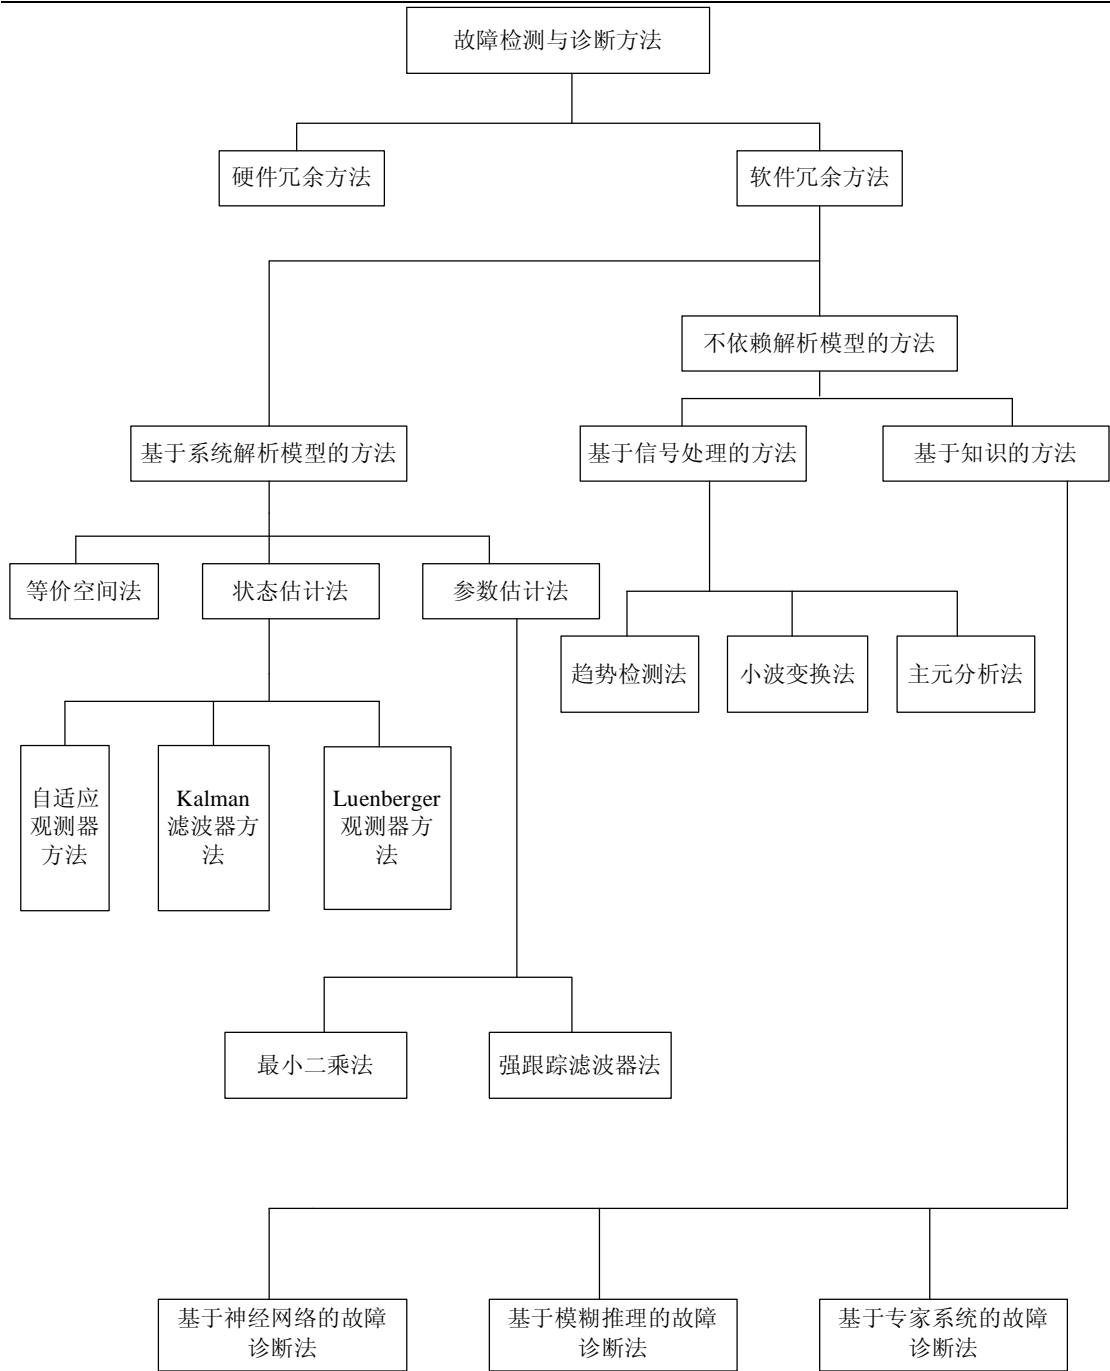 故障检测与诊断方法
硬件冗余方法
软件冗余方法
不依赖解析模型的方法
基于系统解析模型的方法
基于信号处理的方法
基于知识的方法
等价空间法
状态估计法
参数估计法
趋势检测法
小波变换法
主元分析法
自适应
观测器
方法
Kalman
滤波器方
法
Luenberger
观测器方
法
最小二乘法
强跟踪滤波器法
基于神经网络的故障
诊断法
基于模糊推理的故障
诊断法
基于专家系统的故障
诊断法